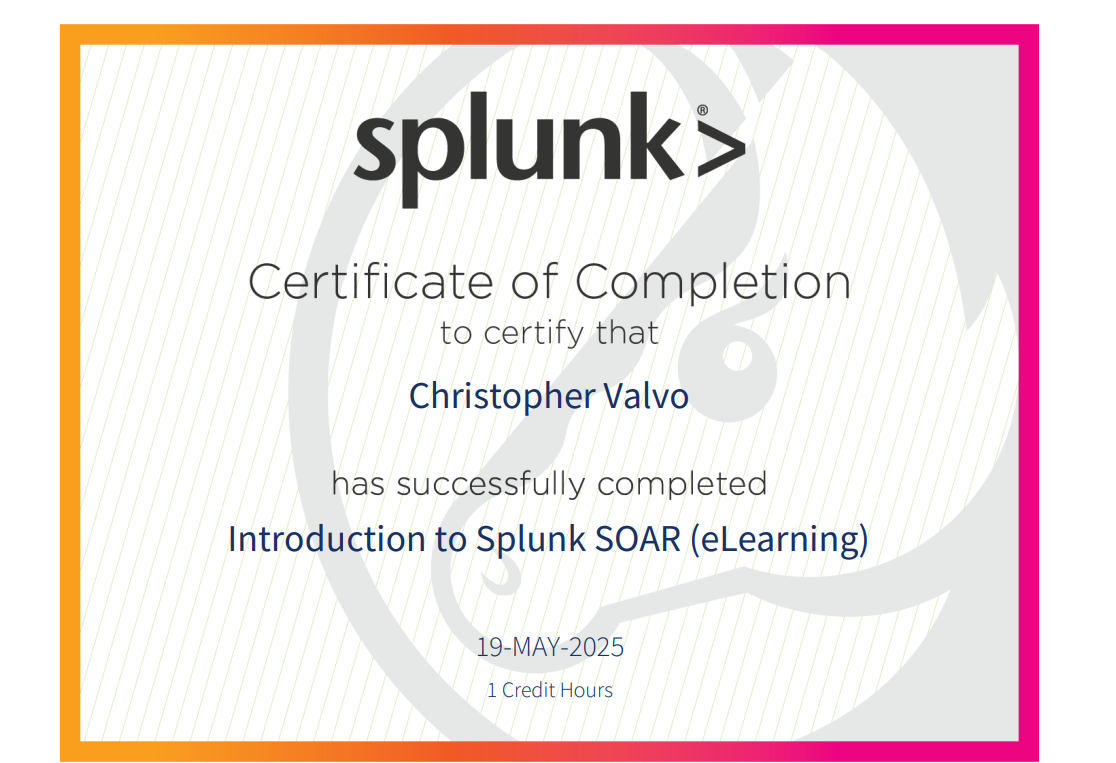 splunk>®
Certificate of Completion
to certify that
Christopher Valvo
has successfully completed
Introduction to Splunk SOAR (eLearning)
19-MAY-2025
1 Credit Hours